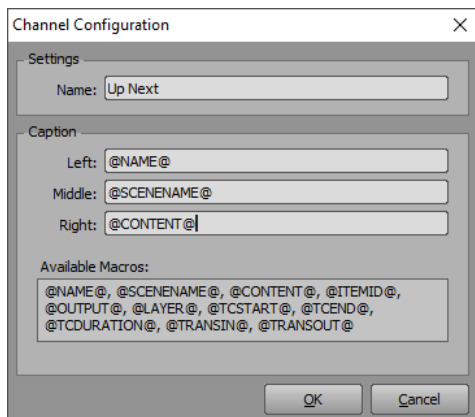 Channel Configuration
Settings
Name: Up Next
Caption
Left: @NAME@
Middle: @SCENENAME@
Right: @CONTENT@
Available Macros:
@NAME@, @SCENENAME@, @CONTENT@, @ITEMID@,
@OUTPUT@, @LAYER@, @TCSTART@, @TCEND@,
@TCDURATION@, @TRANSIN@, @TRANSOUT@
OK Cancel